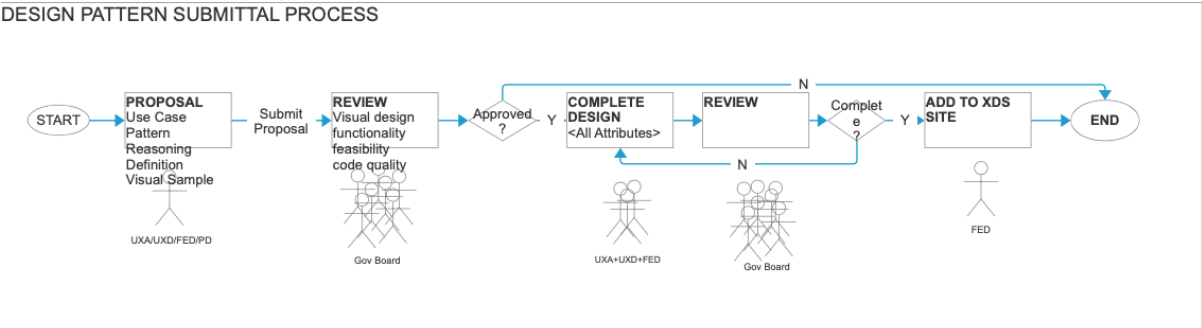 DESIGN PATTERN SUBMITTAL PROCESS
START
PROPOSAL
Use Case
Pattern
Reasoning
Definition
Visual Sample
UXA/UXD/FED/PD
Submit
Proposal
REVIEW
Visual design
functionality
feasibility
code quality
Gov Board
Approved
?
Y
N
COMPLETE
DESIGN
<All Attributes>
UXA+UXD+FED
REVIEW
Gov Board
Complet
e
?
N
Y
ADD TO XDS
SITE
FED
END